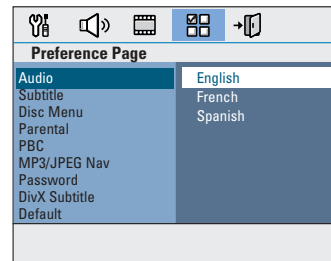 Preference Page
Audio
Subtitle
Disc Menu
Parental
PBC
MP3/JPEG Nav
Password
DivX Subtitle
Default
English
French
Spanish